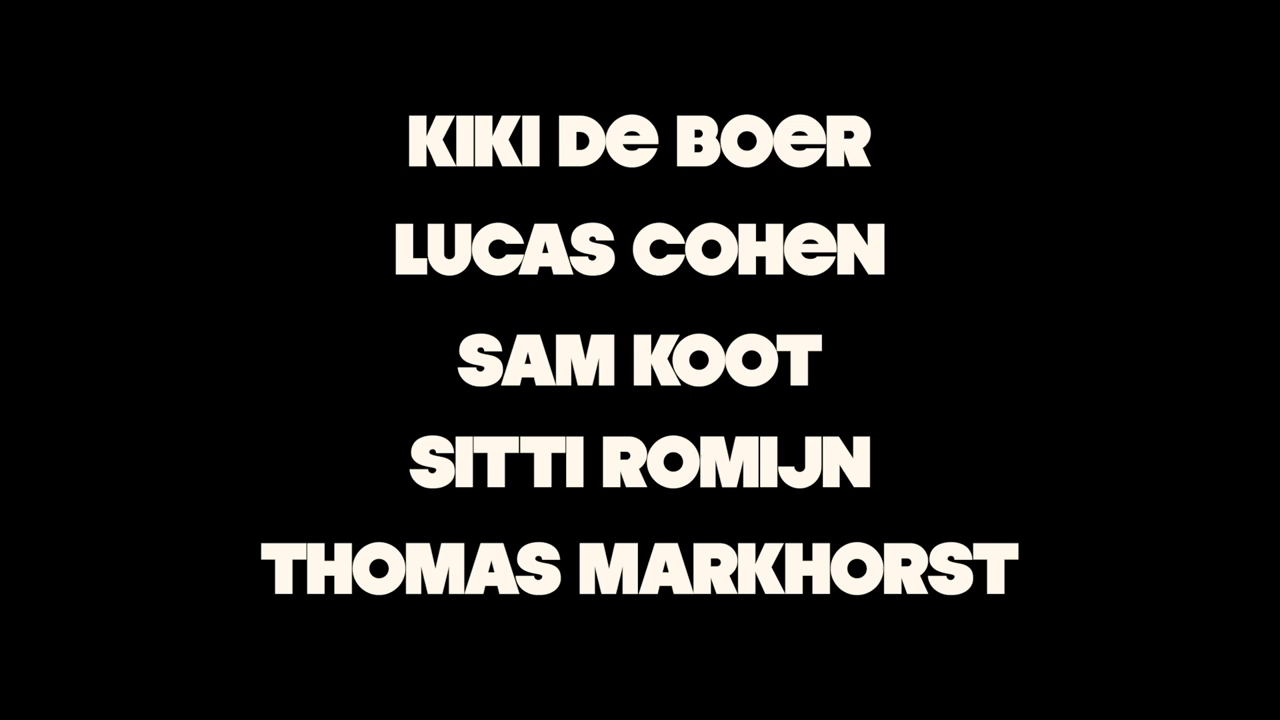 KIKI De BOeR
LUCAS COHeN
SAM KOOT
SITTI ROMIJN
THOMAS MARKHORST